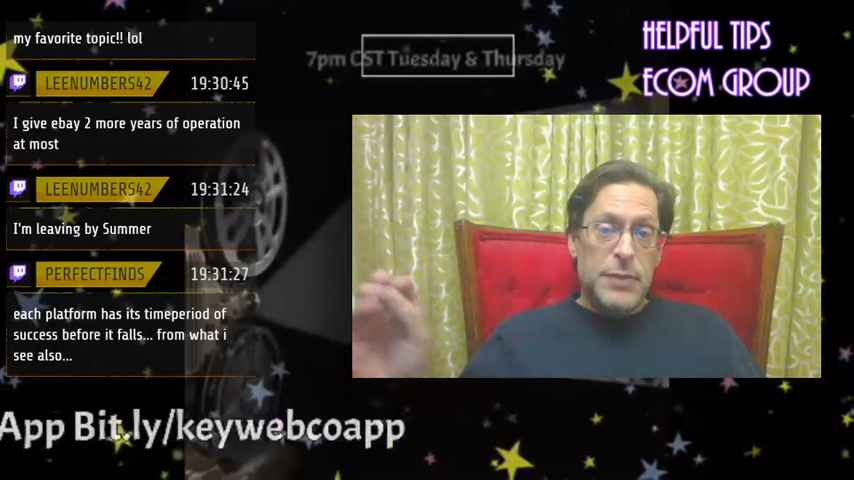 my favorite topic!! lol
LEENUMBERS42 19:30:45
I give ebay 2 more years of operation
at most
LEENUMBERS42 19:31:24
I'm leaving by Summer
PERFECTFINDS 19:31:27
each platform has its timeperiod of
success before it falls... from what i
see also...
7pm CST Tuesday & Thursday
HELPFUL TIPS
ECOM GROUP
App Bit.ly/keywebcoapp